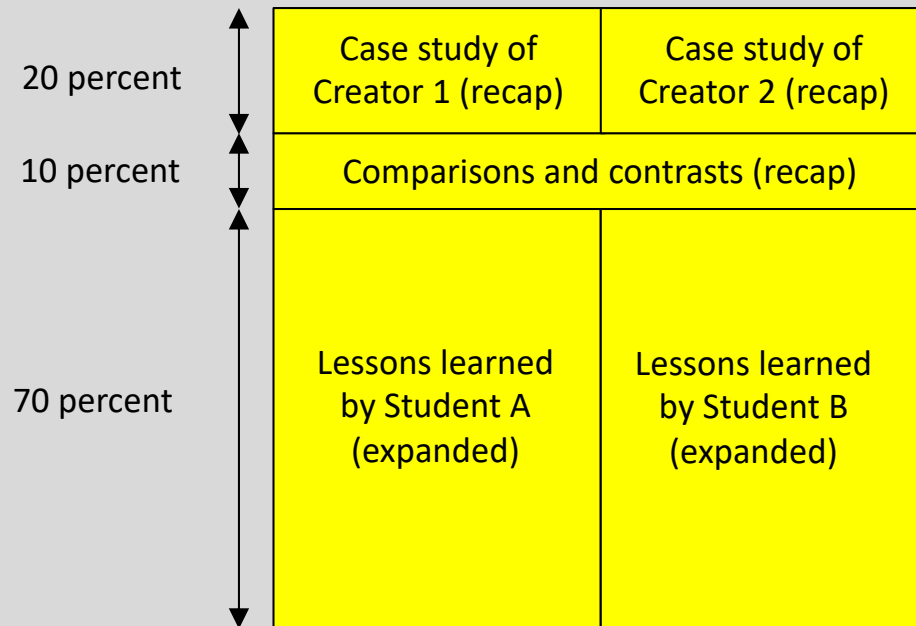 20 percent
Case study of
Creator 1 (recap)
Case study of
Creator 2 (recap)
10 percent
Comparisons and contrasts (recap)
70 percent
Lessons learned
by Student A
(expanded)
Lessons learned
by Student B
(expanded)